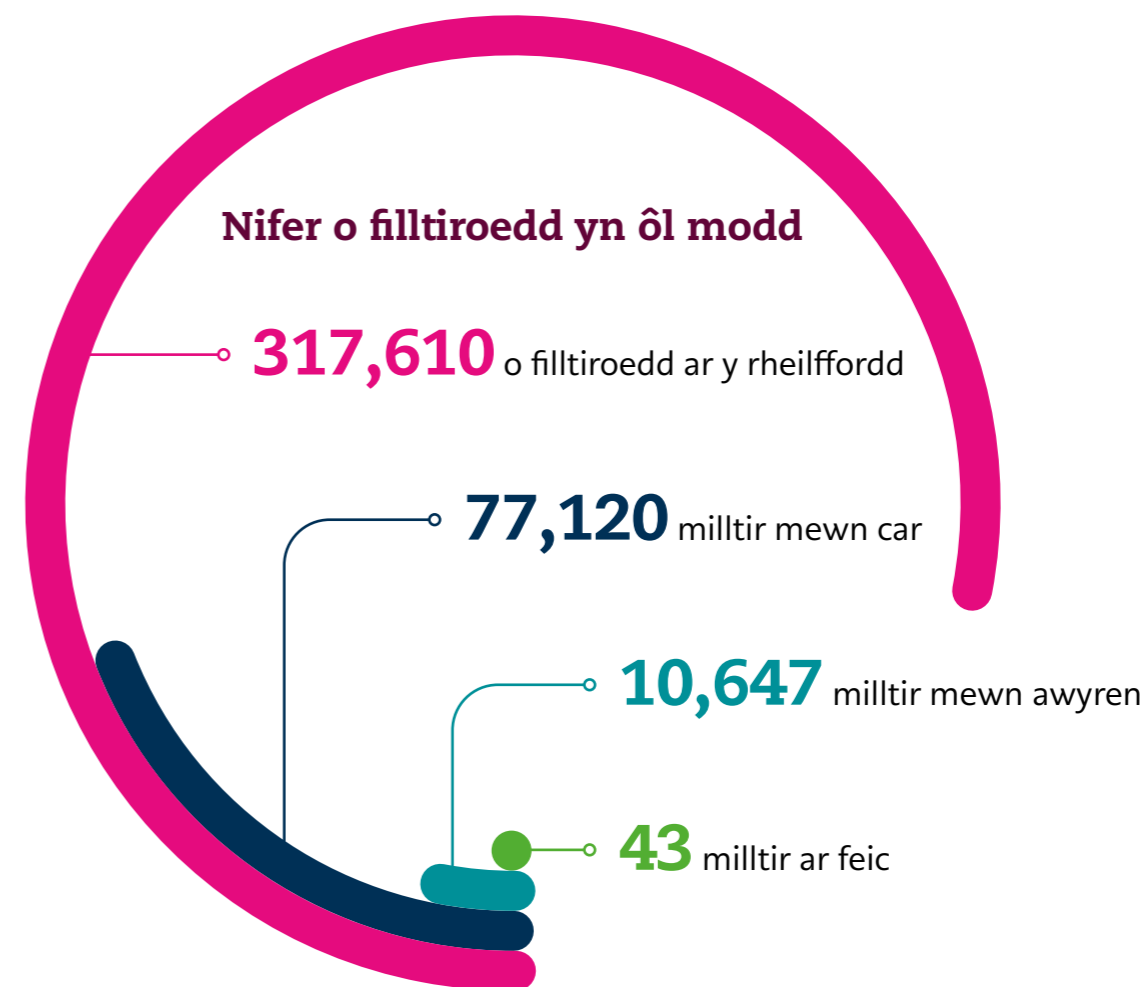 Nifer o filltiroedd yn ôl modd
317,610 o filltiroedd ar y rheilffordd
77,120 milltir mewn car
10,647 milltir mewn awyren
43 milltir ar feic